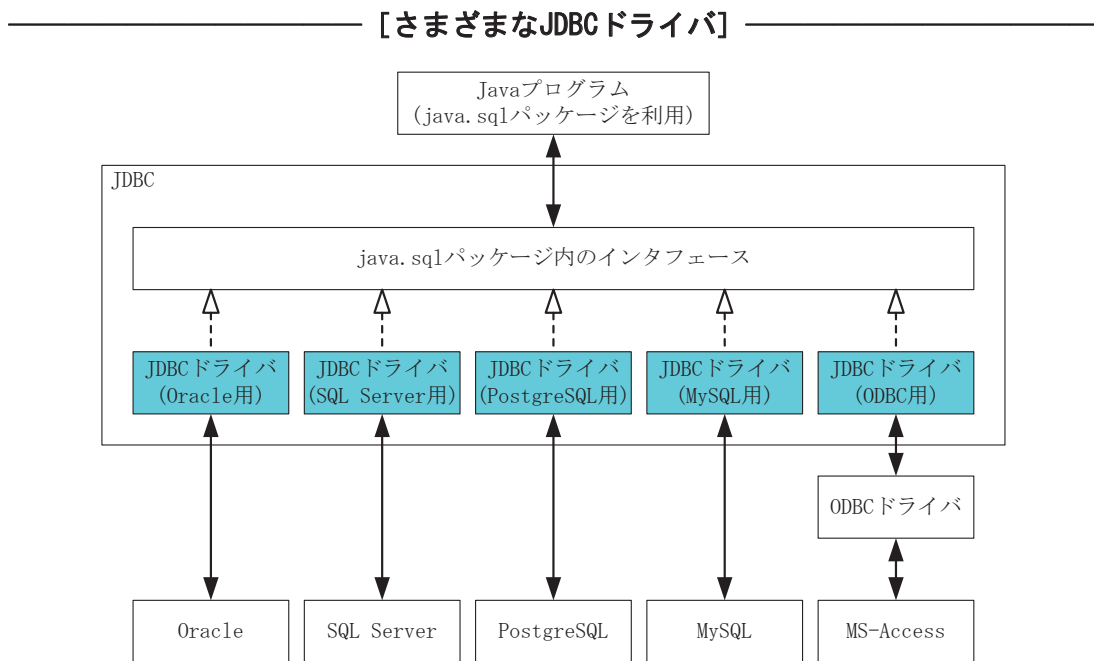 [さまざまなJDBCドライバ]
Javaプログラム
(java.sqlパッケージを利用)
JDBC
java.sqlパッケージ内のインタフェース
JDBCドライバ
(Oracle用)
JDBCドライバ
(SQL Server用)
JDBCドライバ
(PostgreSQL用)
JDBCドライバ
(MySQL用)
JDBCドライバ
(ODBC用)
ODBCドライバ
Oracle
SQL Server
PostgreSQL
MySQL
MS-Access